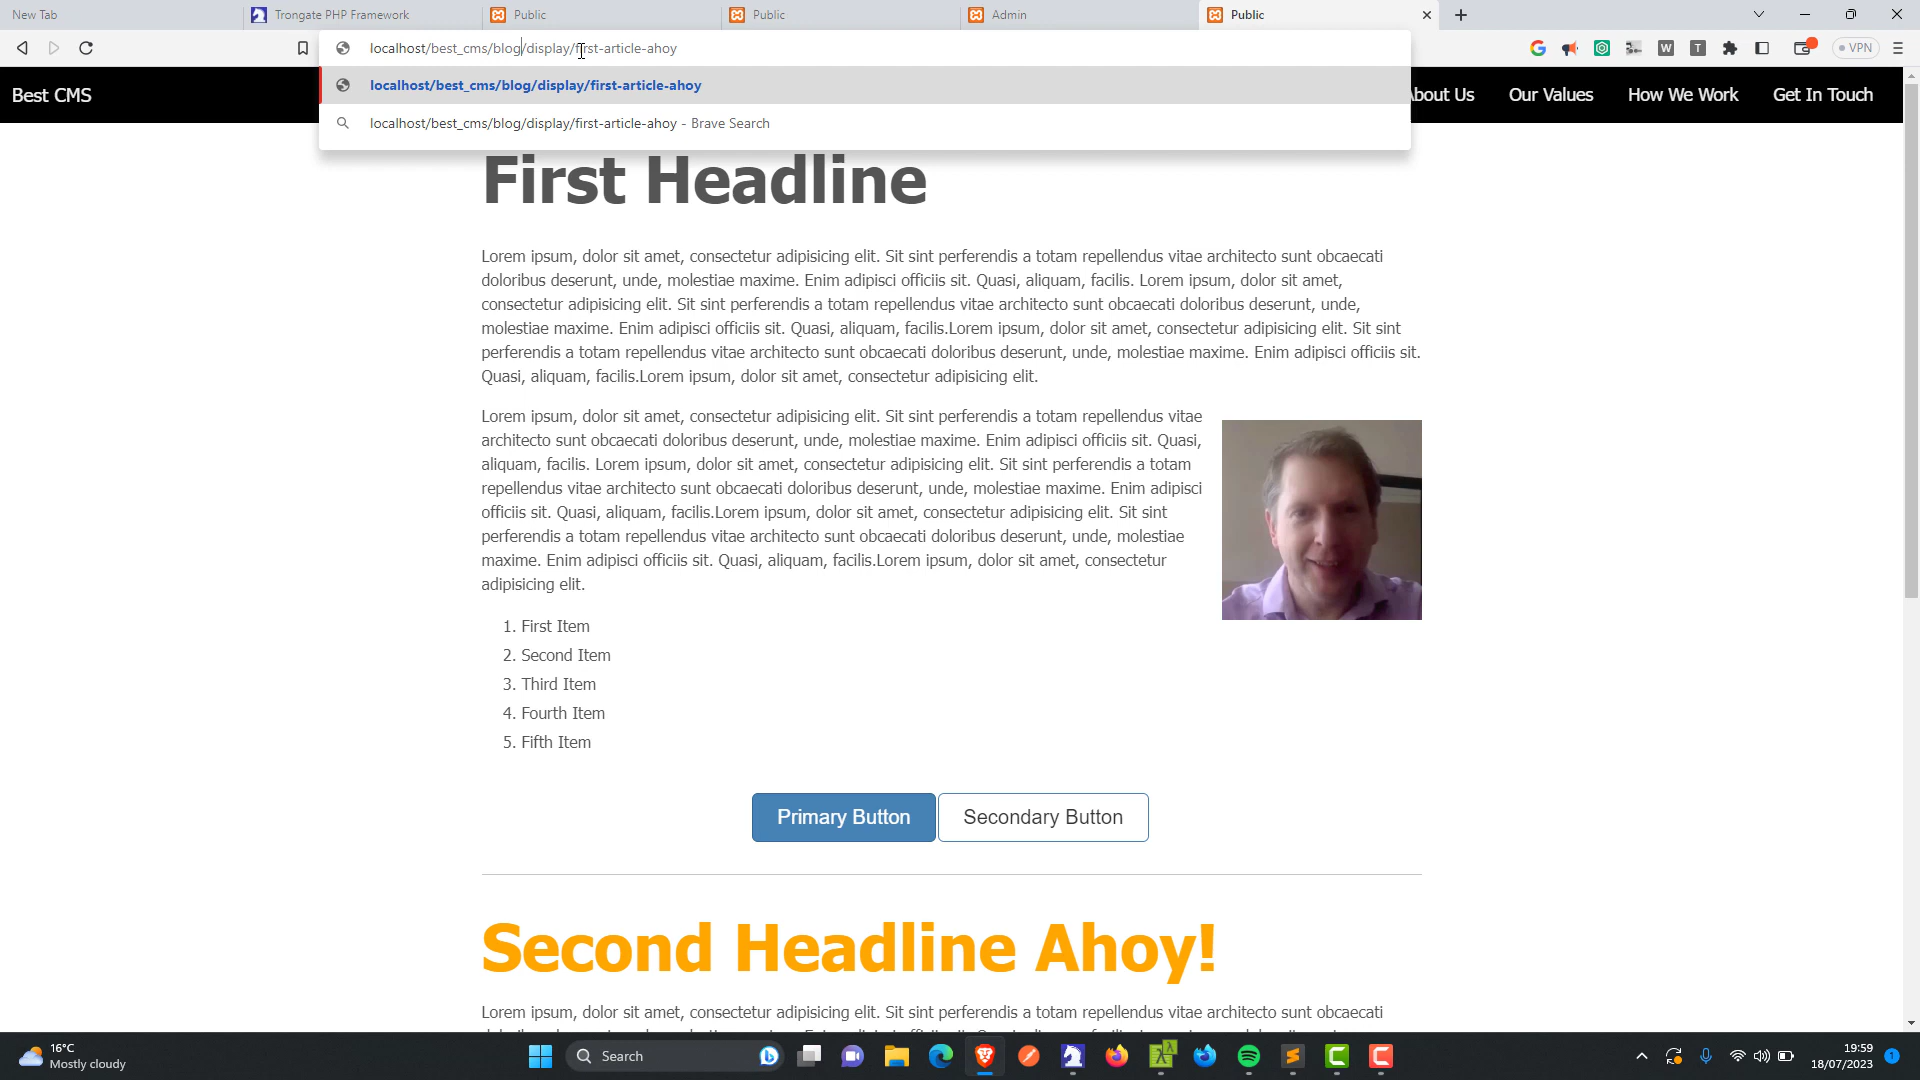 New Tab
Trongate PHP Framework
Public
Public
Admin
Public
localhost/best_cms/blog/display/first-article-ahoy
VPN
localhost/best_cms/blog/display/first-article-ahoy
localhost/best_cms/blog/display/first-article-ahoy - Brave Search
Best CMS
bout Us
Our Values
How We Work
Get In Touch
First Headline
Lorem ipsum, dolor sit amet, consectetur adipisicing elit. Sit sint perferendis a totam repellendus vitae architecto sunt obcaecati
doloribus deserunt, unde, molestiae maxime. Enim adipisci officiis sit. Quasi, aliquam, facilis. Lorem ipsum, dolor sit amet,
consectetur adipisicing elit. Sit sint perferendis a totam repellendus vitae architecto sunt obcaecati doloribus deserunt, unde,
molestiae maxime. Enim adipisci officiis sit. Quasi, aliquam, facilis.Lorem ipsum, dolor sit amet, consectetur adipisicing elit. Sit sint
perferendis a totam repellendus vitae architecto sunt obcaecati doloribus deserunt, unde, molestiae maxime. Enim adipisci officiis sit.
Quasi, aliquam, facilis.Lorem ipsum, dolor sit amet, consectetur adipisicing elit.
Lorem ipsum, dolor sit amet, consectetur adipisicing elit. Sit sint perferendis a totam repellendus vitae
architecto sunt obcaecati doloribus deserunt, unde, molestiae maxime. Enim adipisci officiis sit. Quasi,
aliquam, facilis. Lorem ipsum, dolor sit amet, consectetur adipisicing elit. Sit sint perferendis a totam
repellendus vitae architecto sunt obcaecati doloribus deserunt, unde, molestiae maxime. Enim adipisci
officiis sit. Quasi, aliquam, facilis.Lorem ipsum, dolor sit amet, consectetur adipisicing elit. Sit sint
perferendis a totam repellendus vitae architecto sunt obcaecati doloribus deserunt, unde, molestiae
maxime. Enim adipisci officiis sit. Quasi, aliquam, facilis.Lorem ipsum, dolor sit amet, consectetur
adipisicing elit.
1. First Item
2. Second Item
3. Third Item
4. Fourth Item
5. Fifth Item
Primary Button
Secondary Button
Second Headline Ahoy!
Lorem ipsum, dolor sit amet, consectetur adipisicing elit. Sit sint perferendis a totam repellendus vitae architecto sunt obcaecati
16°C
Mostly cloudy
Search
19:59
18/07/2023
1